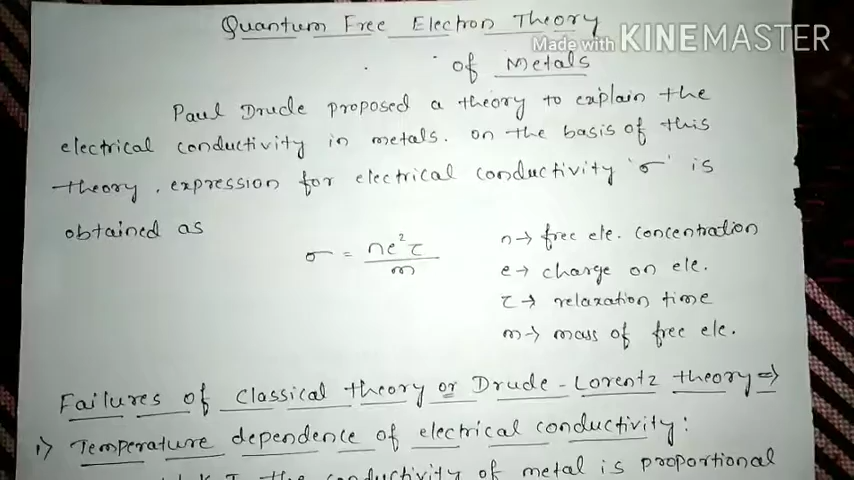 Quantum Free Electron Theory
Made with KINEMASTER
of Metals
Paul Drude proposed a theory to explain the
electrical conductivity in metals. on the basis of this
theory, expression for electrical conductivity 'σ' is
obtained as
σ = ne²τ / m
n → free ele. concentration
e → charge on ele.
τ → relaxation time
m → mass of free ele.
Failures of classical theory or Drude - Lorentz theory ⇒
i) Temperature dependence of electrical conductivity:
the conductivity of metal is proportional